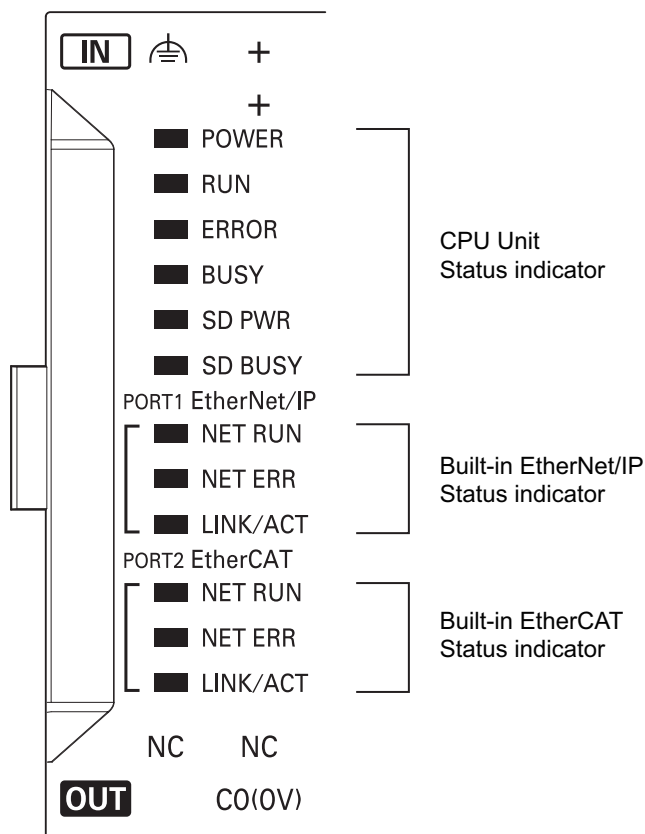 IN +
+
POWER
RUN
ERROR
BUSY
SD PWR
SD BUSY
CPU Unit
Status indicator
PORT1 EtherNet/IP
NET RUN
NET ERR
LINK/ACT
Built-in EtherNet/IP
Status indicator
PORT2 EtherCAT
NET RUN
NET ERR
LINK/ACT
Built-in EtherCAT
Status indicator
NC NC
OUT C0(0V)